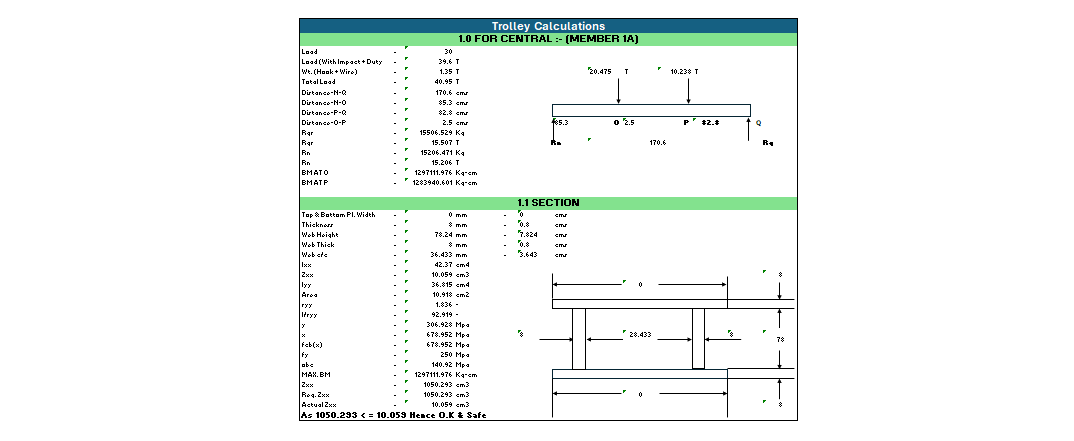 Trolley Calculations
1.0 FOR CENTRAL :- (MEMBER 1A)
Load - 30
Load (With Impact + Duty - 39.6 T
Wt. (Hook + Wire) - 1.35 T
Total Load - 40.95 T
Distance-N-Q - 170.6 cms
Distance-N-O - 85.3 cms
Distance-P-Q - 82.8 cms
Distance-O-P - 2.5 cms
Rqr - 15506.529 Kg
Rqr - 15.507 T
Rn - 15206.471 Kg
Rn - 15.206 T
BM AT O - 1297111.976 Kg-cm
BM AT P - 1283940.601 Kg-cm
20.475 T 10.238 T
85.3 O 2.5 P 82.8 Q
Rn 170.6 Rq
1.1 SECTION
Top & Bottom Pl. Width - 0 mm - 0 cms
Thickness - 8 mm - 0.8 cms
Web Height - 78.24 mm - 7.824 cms
Web Thick - 8 mm - 0.8 cms
Web c/c - 36.433 mm - 3.643 cms
Ixx - 42.37 cm4
Zxx - 10.059 cm3
Iyy - 36.815 cm4
Area - 10.918 cm2
ryy - 1.836 -
l/ryy - 92.919 -
y - 306.928 Mpa
x - 678.952 Mpa
fcb(x) - 678.952 Mpa
fy - 250 Mpa
abc - 140.92 Mpa
MAX. BM - 1297111.976 Kg-cm
Zxx - 1050.293 cm3
Req. Zxx - 1050.293 cm3
Actual Zxx - 10.059 cm3
As 1050.293 < = 10.059 Hence O.K & Safe
0 8
8 28.433 8 78
0 8